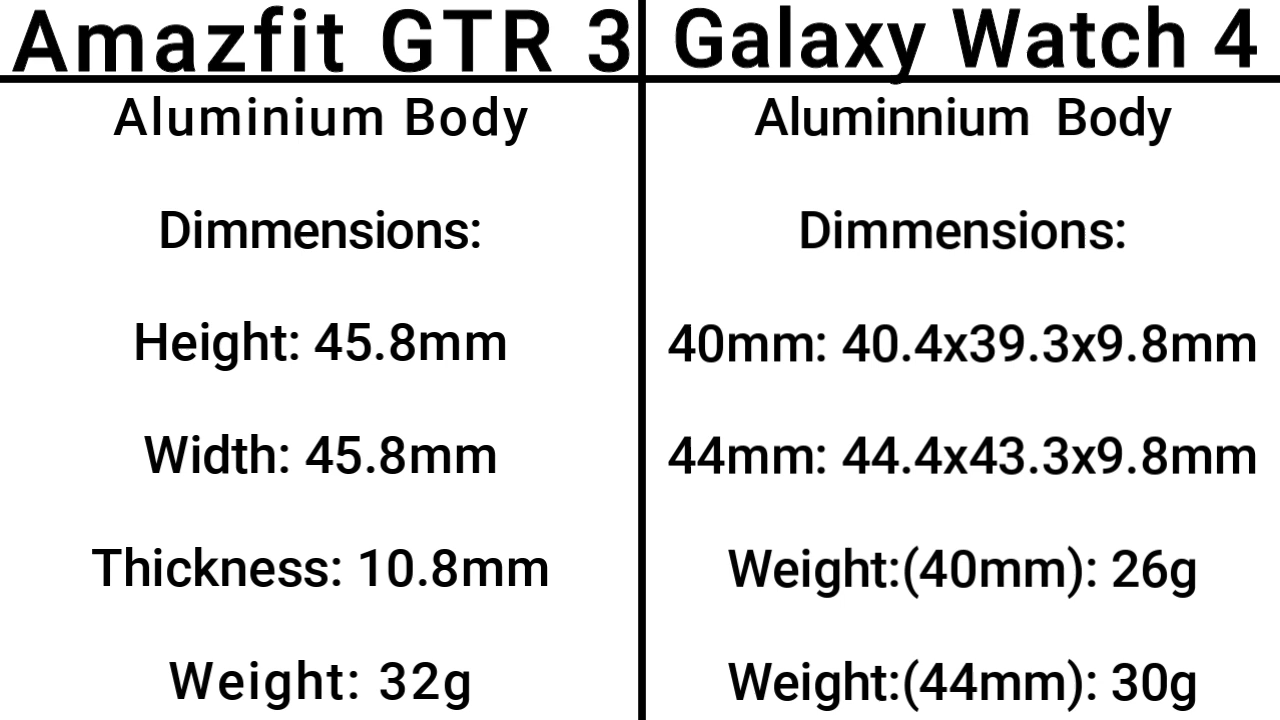 Amazfit GTR 3
Aluminium Body
Dimmensions:
Height: 45.8mm
Width: 45.8mm
Thickness: 10.8mm
Weight: 32g
Galaxy Watch 4
Aluminnium Body
Dimmensions:
40mm: 40.4x39.3x9.8mm
44mm: 44.4x43.3x9.8mm
Weight:(40mm): 26g
Weight:(44mm): 30g